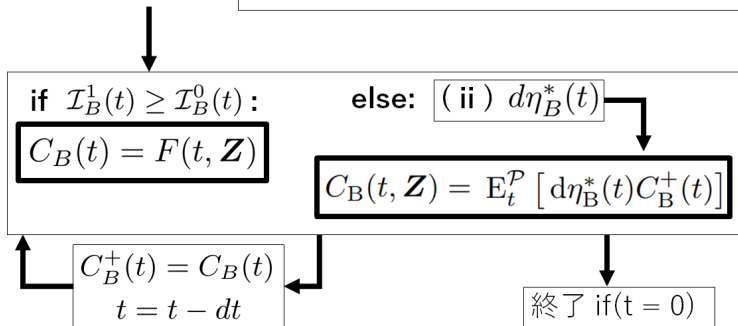 if $\mathcal{I}_B^1(t) \geq \mathcal{I}_B^0(t)$ :
$C_B(t) = F(t, \boldsymbol{Z})$
else: (ii) $d\eta_B^*(t)$
$C_{\mathrm{B}}(t, \boldsymbol{Z}) = \mathrm{E}_t^{\mathcal{P}} \left[ \mathrm{d}\eta_{\mathrm{B}}^*(t) C_{\mathrm{B}}^+(t) \right]$
$C_B^+(t) = C_B(t)$
$t = t - dt$
終了 if(t = 0)